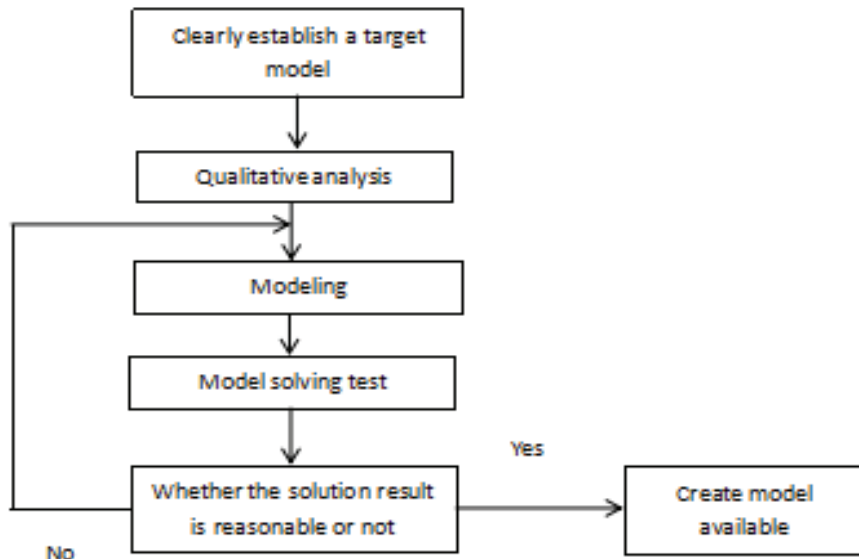 Clearly establish a target
model
Qualitative analysis
Modeling
Model solving test
Yes
Whether the solution result
is reasonable or not
Create model
available
No